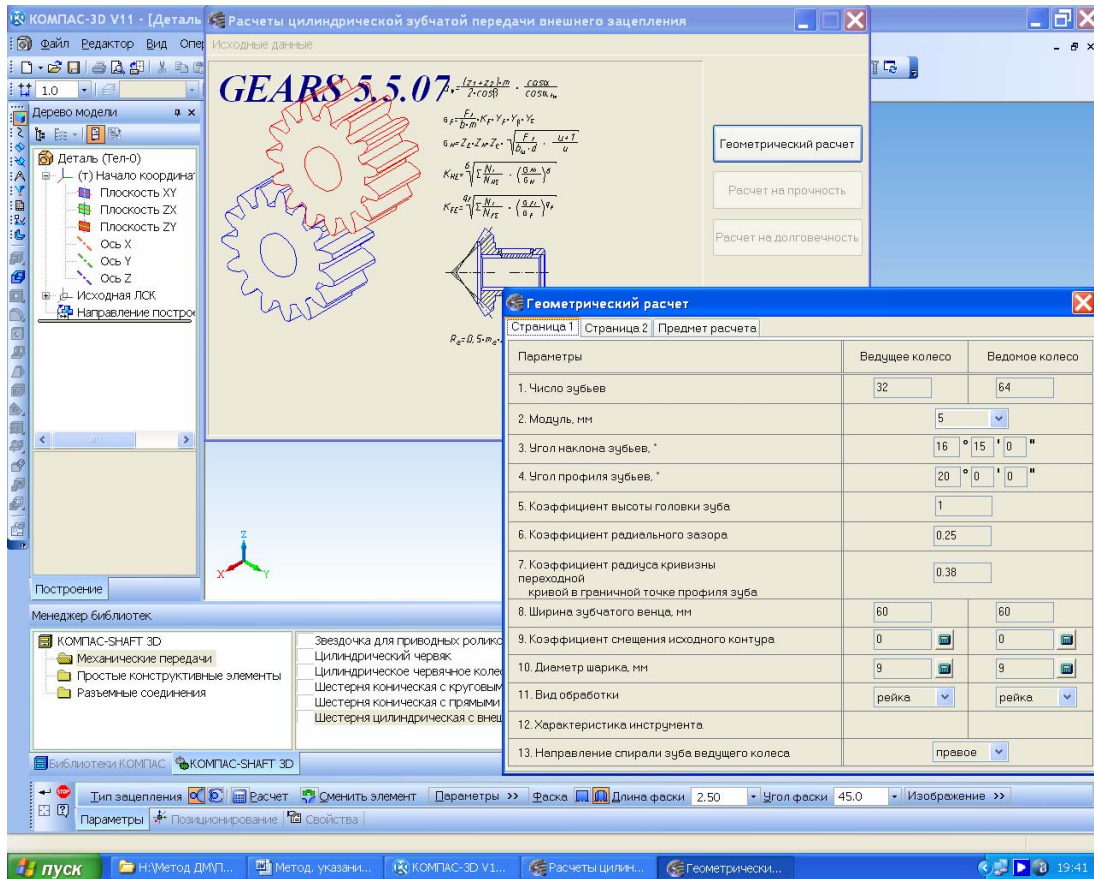 КОМПАС-3D V11 - [Деталь
Расчеты цилиндрической зубчатой передачи внешнего зацепления
Файл Редактор Вид Опе
Исходные данные
1.0
GEARS 5.5.07
Дерево модели
Деталь (Тел-0)
(т) Начало координа
Плоскость XY
Плоскость ZX
Плоскость ZY
Ось X
Ось Y
Ось Z
Исходная ЛСК
Направление постро
Геометрический расчет
Расчет на прочность
Расчет на долговечность
Построение
Z
X
Y
Геометрический расчет
Страница 1 Страница 2 Предмет расчета
Параметры Ведущее колесо Ведомое колесо
1. Число зубьев 32 64
2. Модуль, мм 5
3. Угол наклона зубьев, ° 16 ° 15 ' 0 "
4. Угол профиля зубьев, ° 20 ° 0 ' 0 "
5. Коэффициент высоты головки зуба 1
6. Коэффициент радиального зазора 0.25
7. Коэффициент радиуса кривизны
переходной 0.38
кривой в граничной точке профиля зуба
8. Ширина зубчатого венца, мм 60 60
9. Коэффициент смещения исходного контура 0 0
10. Диаметр шарика, мм 9 9
11. Вид обработки рейка рейка
12. Характеристика инструмента
13. Направление спирали зуба ведущего колеса правое
Менеджер библиотек
КОМПАС-SHAFT 3D
Механические передачи
Простые конструктивные элементы
Разъемные соединения
Звездочка для приводных ролико
Цилиндрический червяк
Цилиндрическое червячное коле
Шестерня коническая с круговым
Шестерня коническая с прямыми
Шестерня цилиндрическая с внеш
Библиотеки КОМПАС КОМПАС-SHAFT 3D
STOP Тип зацепления Расчет Сменить элемент Параметры >> Фаска Длина фаски 2.50 Угол фаски 45.0 Изображение >>
Параметры Позиционирование Свойства
пуск H:\Метод ДМ\П... Метод. указани... КОМПАС-3D V1... Расчеты цилин... Геометрически... 19:41